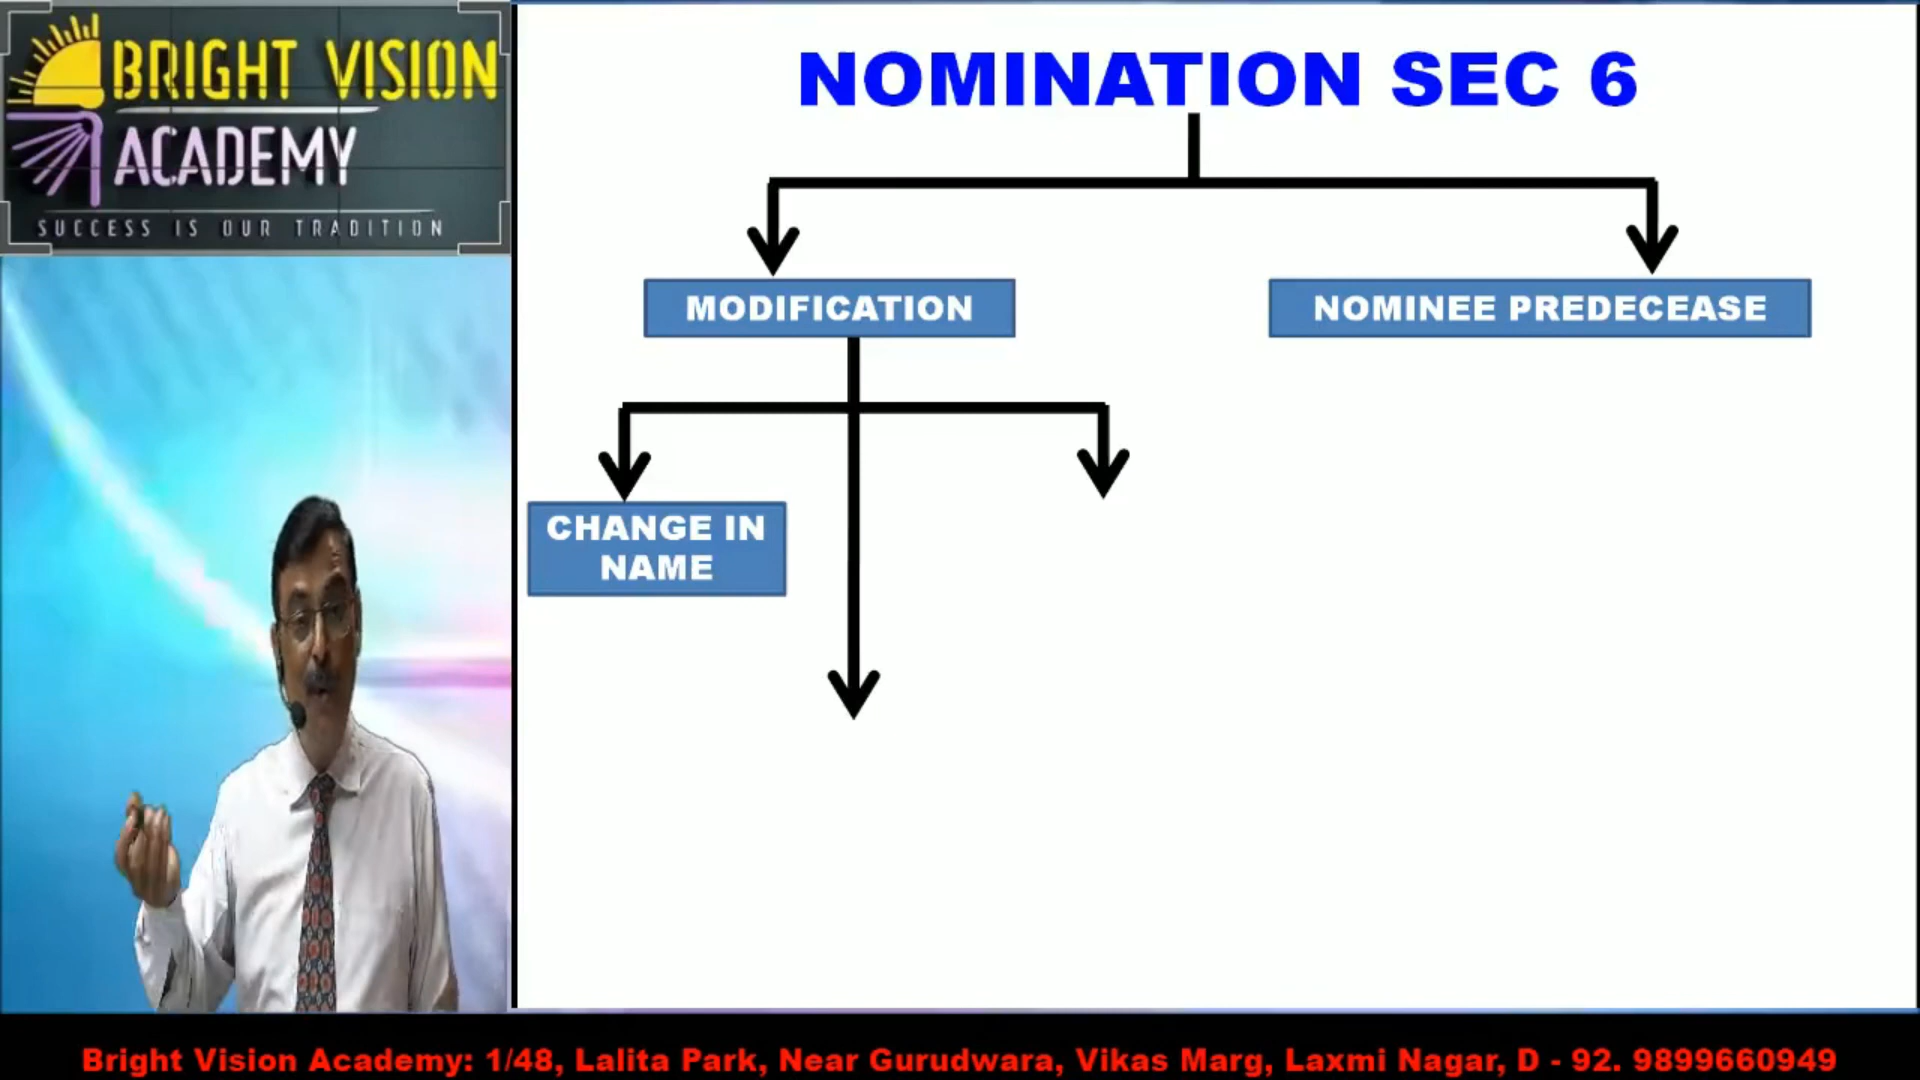 BRIGHT VISION
ACADEMY
SUCCESS IS OUR TRADITION
NOMINATION SEC 6
MODIFICATION
NOMINEE PREDECEASE
CHANGE IN
NAME
Bright Vision Academy: 1/48, Lalita Park, Near Gurudwara, Vikas Marg, Laxmi Nagar, D - 92. 9899660949